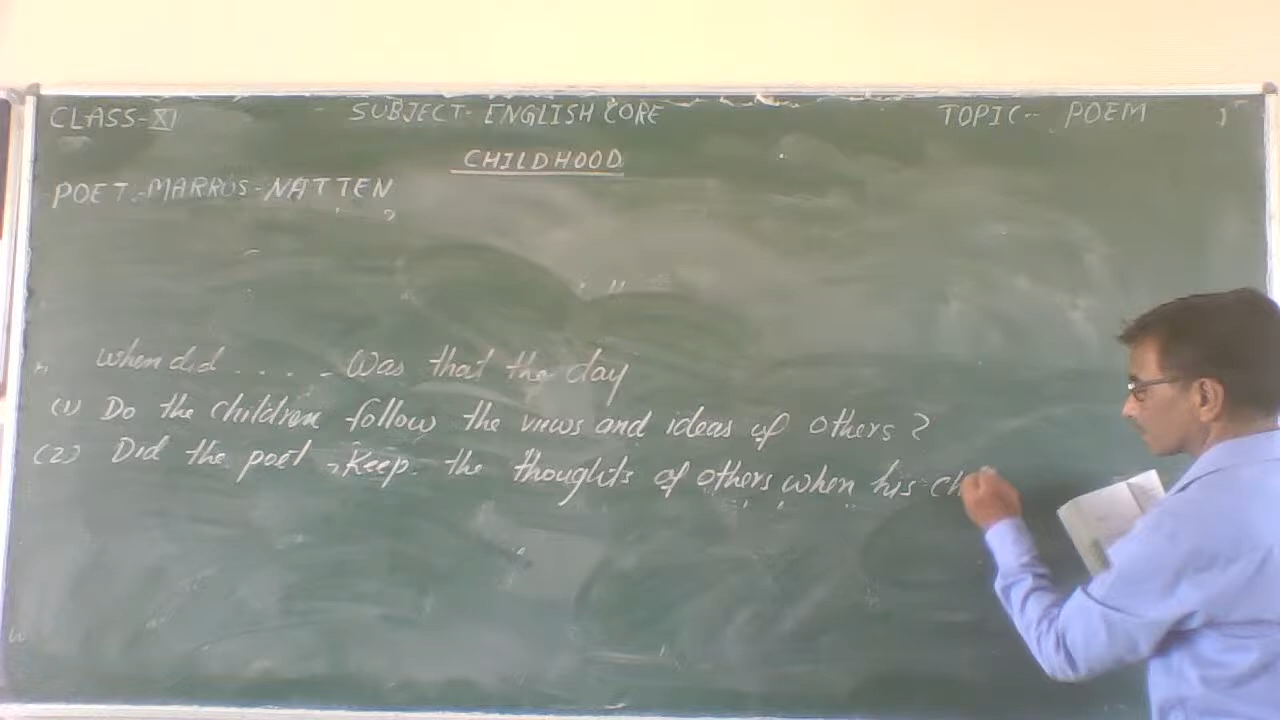 CLASS-XI SUBJECT-ENGLISH CORE TOPIC- POEM
CHILDHOOD
POET-MARRUS-NATTEN
when did .... Was that the day
(1) Do the children follow the views and ideas of others?
(2) Did the poet keep the thoughts of others when his ch